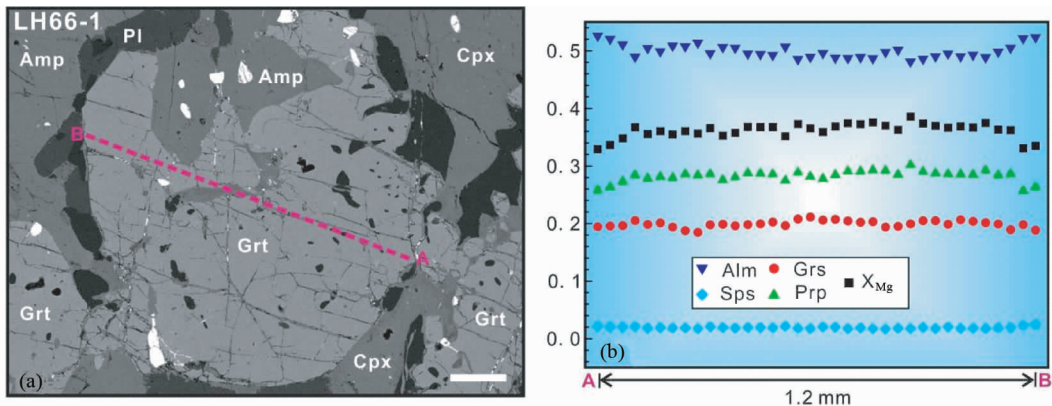 LH66-1
Pl
Amp
Amp
Cpx
B
A
Grt
Grt
Grt
Cpx
(a)
0.5
0.4
0.3
0.2
0.1
0.0
Alm Grs XMg
Sps Prp
(b)
A B
1.2 mm